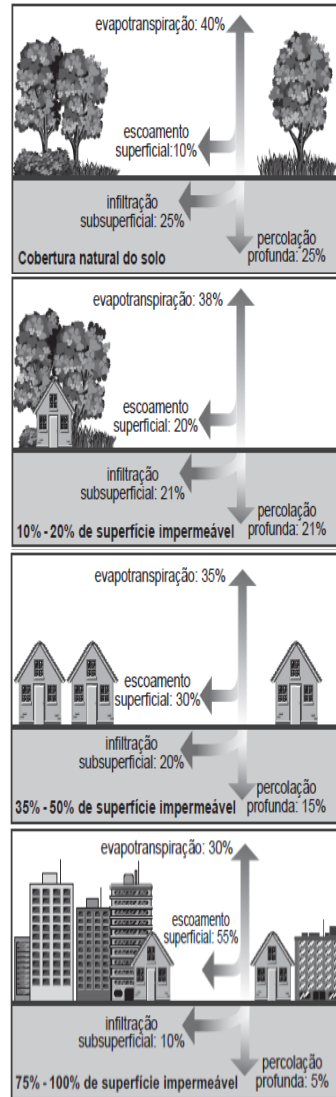 evapotranspiração: 40%
escoamento
superficial:10%
infiltração
subsuperficial: 25%
percolação
profunda: 25%
Cobertura natural do solo
evapotranspiração: 38%
escoamento
superficial: 20%
infiltração
subsuperficial: 21%
percolação
profunda: 21%
10% - 20% de superfície impermeável
evapotranspiração: 35%
escoamento
superficial: 30%
infiltração
subsuperficial: 20%
percolação
profunda: 15%
35% - 50% de superfície impermeável
evapotranspiração: 30%
escoamento
superficial: 55%
infiltração
subsuperficial: 10%
percolação
profunda: 5%
75% - 100% de superfície impermeável